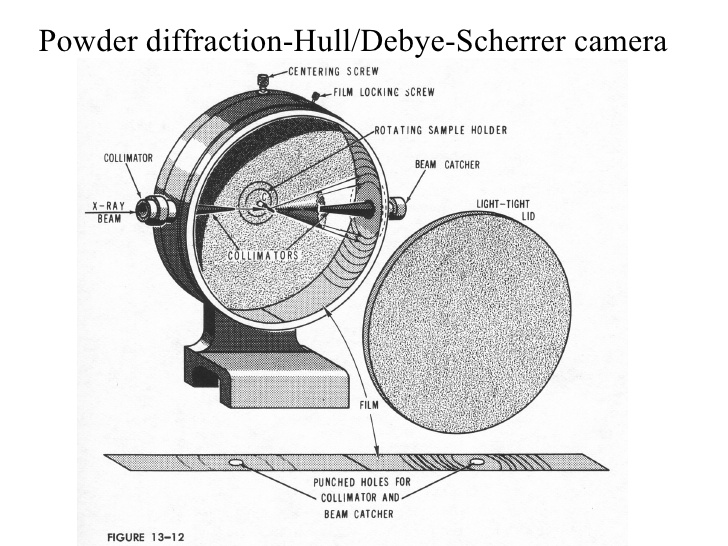 Powder diffraction-Hull/Debye-Scherrer camera
CENTERING SCREW
FILM LOCKING SCREW
ROTATING SAMPLE HOLDER
COLLIMATOR
BEAM CATCHER
X-RAY
BEAM
LIGHT-TIGHT
LID
COLLIMATORS
FILM
PUNCHED HOLES FOR
COLLIMATOR AND
BEAM CATCHER
FIGURE 13-12